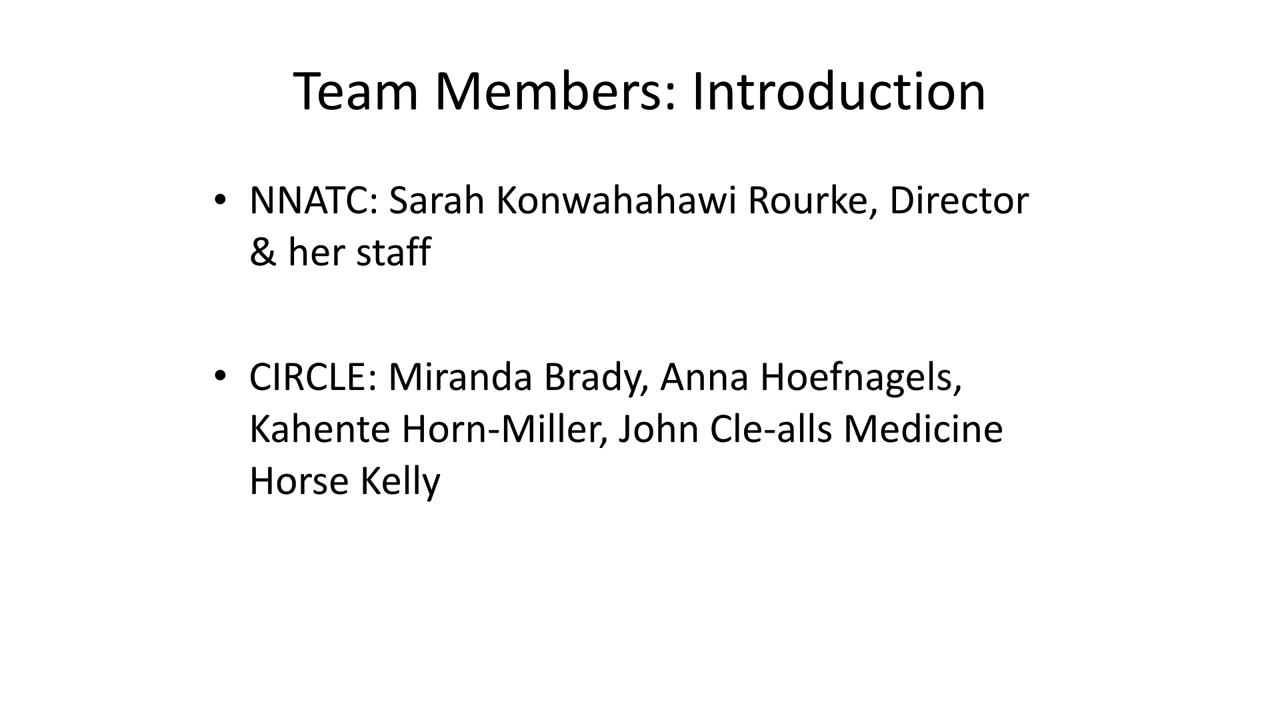 Team Members: Introduction
• NNATC: Sarah Konwahahawi Rourke, Director
& her staff
• CIRCLE: Miranda Brady, Anna Hoefnagels,
Kahente Horn-Miller, John Cle-alls Medicine
Horse Kelly